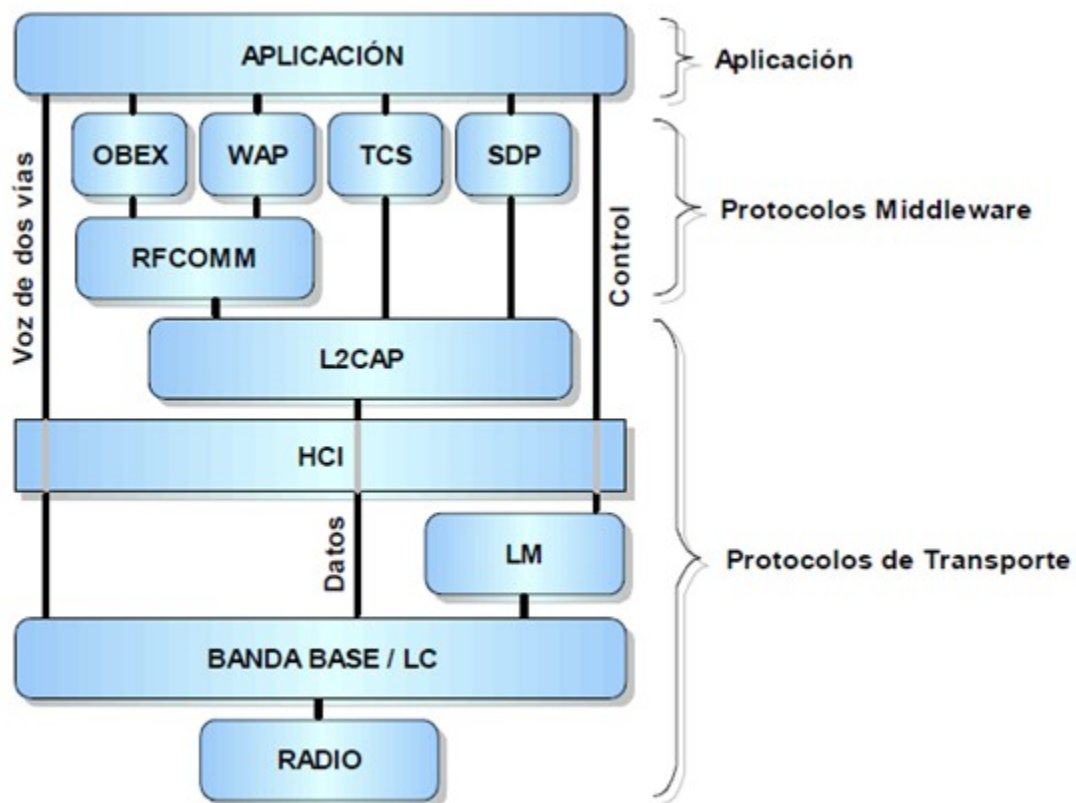 APLICACIÓN
Aplicación
OBEX
WAP
TCS
SDP
Protocolos Middleware
RFCOMM
Voz de dos vías
Control
L2CAP
HCI
Datos
LM
Protocolos de Transporte
BANDA BASE / LC
RADIO